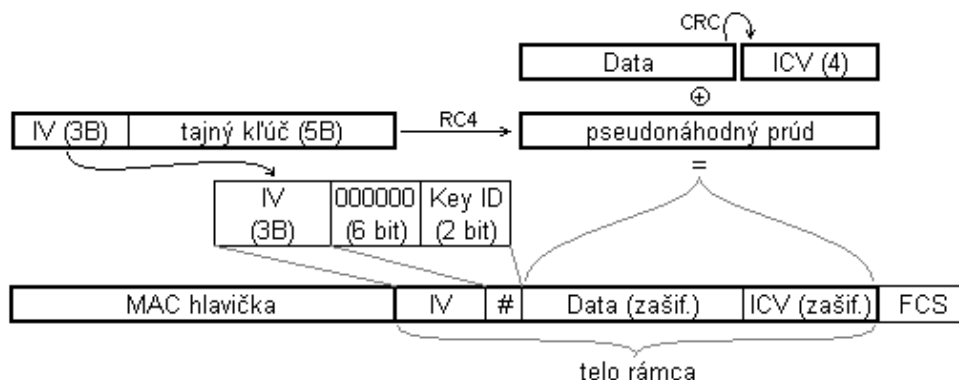 CRC
Data ICV (4)
⊕
IV (3B) tajný kľúč (5B) RC4 pseudonáhodný prúd
=
IV 000000 Key ID
(3B) (6 bit) (2 bit)
MAC hlavička IV # Data (zašif.) ICV (zašif.) FCS
telo rámca